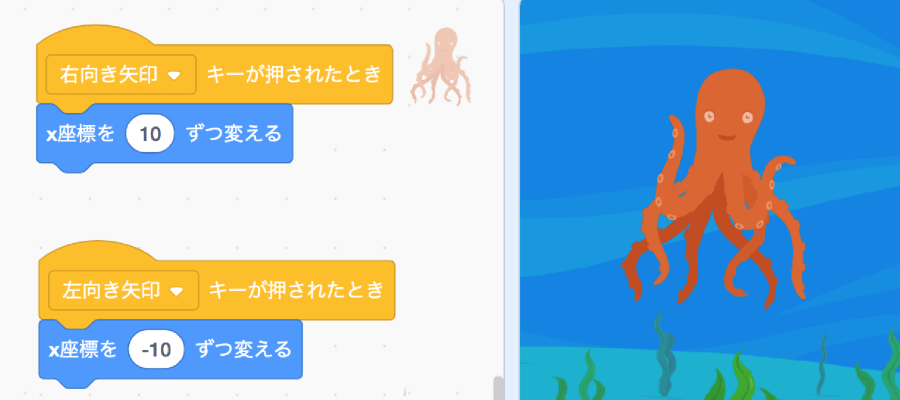 右向き矢印 キーが押されたとき
x座標を 10 ずつ変える
左向き矢印 キーが押されたとき
x座標を -10 ずつ変える